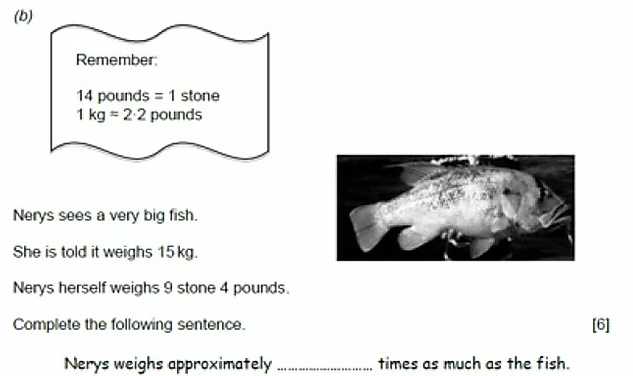 (b)
Remember:
14 pounds = 1 stone
1 kg ≈ 2·2 pounds
Nerys sees a very big fish.
She is told it weighs 15 kg.
Nerys herself weighs 9 stone 4 pounds.
Complete the following sentence. [6]
Nerys weighs approximately ............................ times as much as the fish.